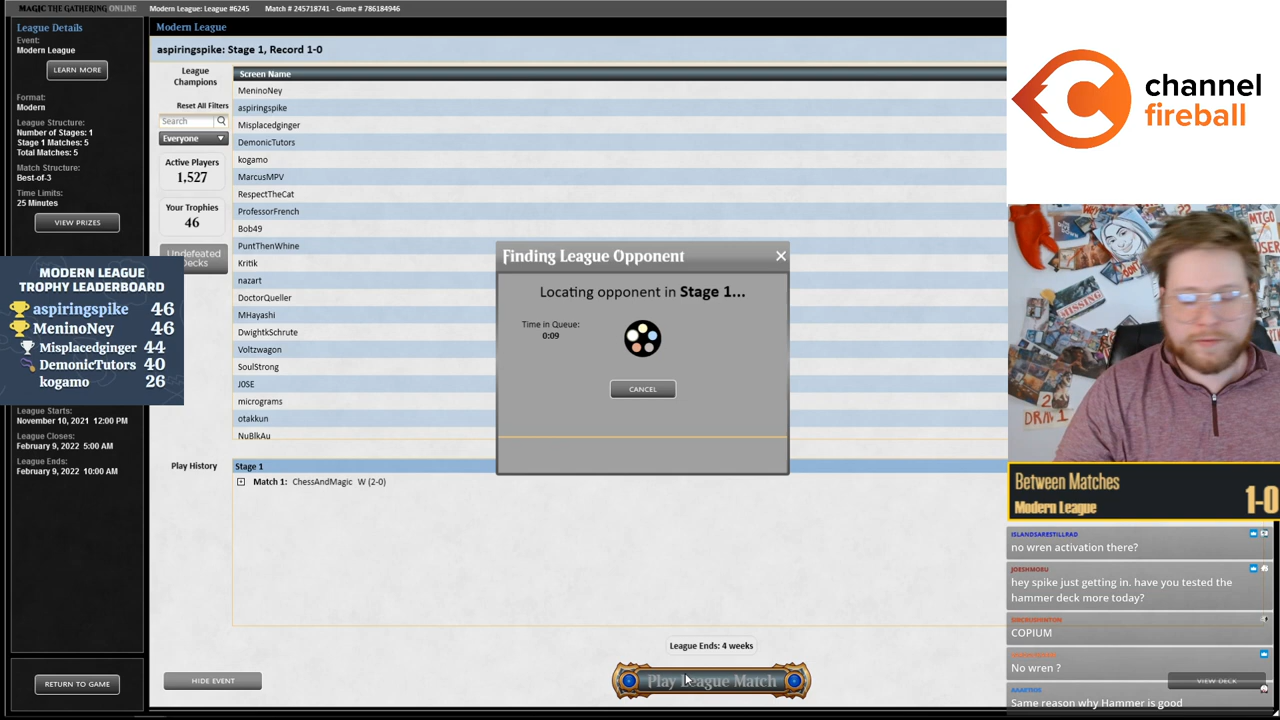 MAGIC THE GATHERING ONLINE
Modern League: League #6245
Match # 245718741 - Game # 786184946
League Details
Event:
Modern League
LEARN MORE
Format:
Modern
League Structure:
Number of Stages: 1
Stage 1 Matches: 5
Total Matches: 5
Match Structure:
Best-of-3
Time Limits:
25 Minutes
VIEW PRIZES
MODERN LEAGUE
TROPHY LEADERBOARD
aspiringspike 46
MeninoNey 46
Misplacedginger 44
DemonicTutors 40
kogamo 26
League Starts:
November 10, 2021 12:00 PM
League Closes:
February 9, 2022 5:00 AM
League Ends:
February 9, 2022 10:00 AM
RETURN TO GAME
Modern League
aspiringspike: Stage 1, Record 1-0
League
Champions
Reset All Filters
Search
Everyone
Active Players
1,527
Your Trophies
46
Undefeated
Decks
Screen Name
MeninoNey
aspiringspike
Misplacedginger
DemonicTutors
kogamo
MarcusMPV
RespectTheCat
ProfessorFrench
Bob49
PuntThenWhine
Kritik
nazart
DoctorQueller
MHayashi
DwightkSchrute
Voltzwagon
SoulStrong
J0SE
micrograms
otakkun
NuBlkAu
Finding League Opponent
Locating opponent in Stage 1...
Time in Queue:
0:09
CANCEL
Play History
Stage 1
Match 1: ChessAndMagic W (2-0)
League Ends: 4 weeks
HIDE EVENT
Play League Match
channel
fireball
MTGO
USER
MISSING
DRAW 1
Between Matches
Modern League
1-0
ISLANDSARESTILLRAD
no wren activation there?
JOESHMOXU
hey spike just getting in. have you tested the
hammer deck more today?
COPIUM
No wren ?
VIEW DECK
Same reason why Hammer is good